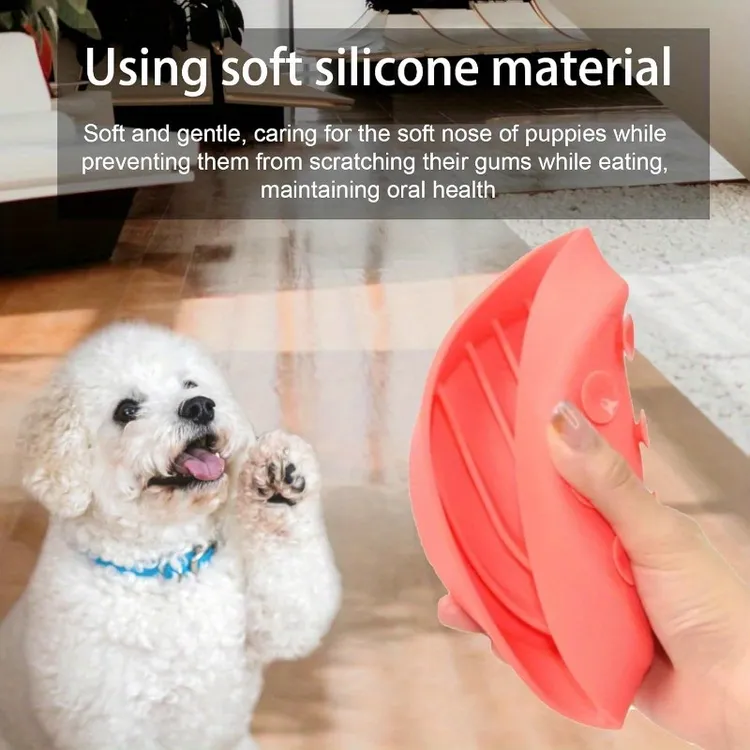 Using soft silicone material
Soft and gentle, caring for the soft nose of puppies while
preventing them from scratching their gums while eating,
maintaining oral health